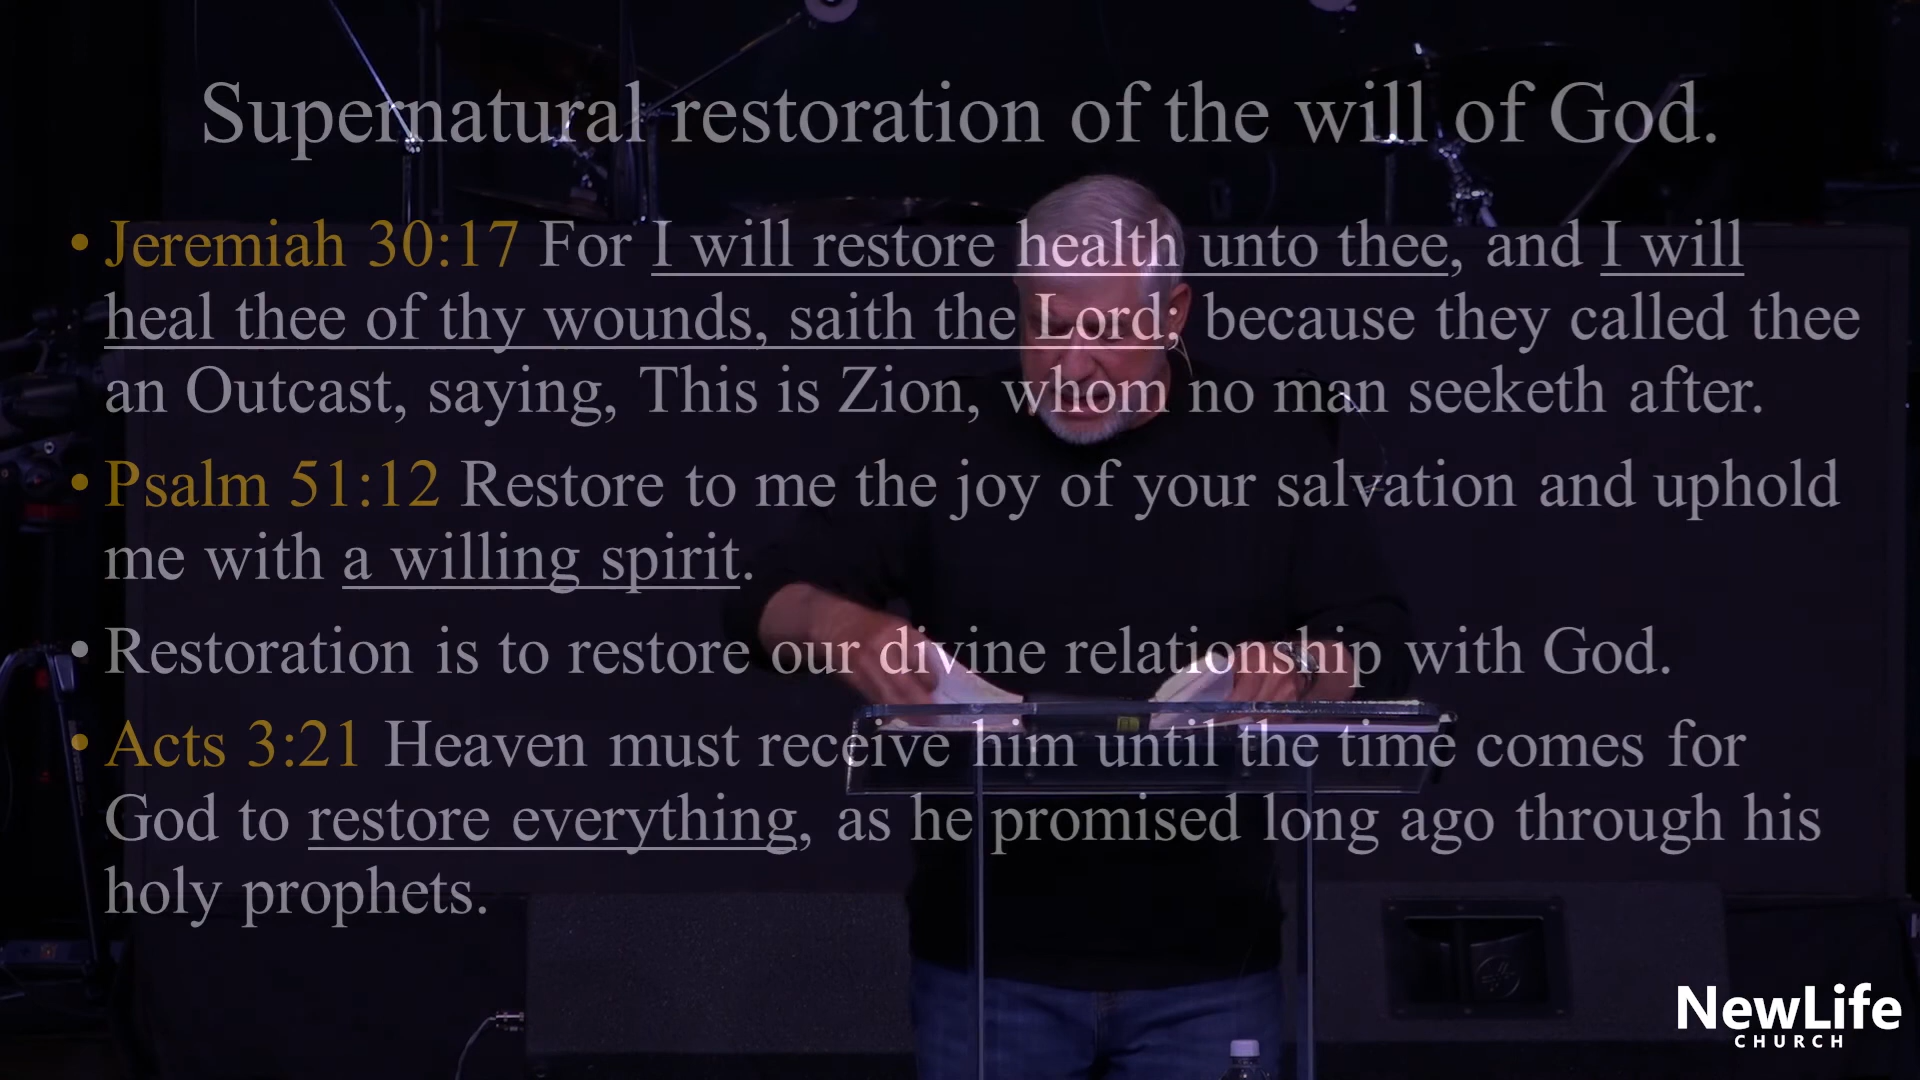 Supernatural restoration of the will of God.
• Jeremiah 30:17 For I will restore health unto thee, and I will
heal thee of thy wounds, saith the Lord; because they called thee
an Outcast, saying, This is Zion, whom no man seeketh after.
• Psalm 51:12 Restore to me the joy of your salvation and uphold
me with a willing spirit.
• Restoration is to restore our divine relationship with God.
• Acts 3:21 Heaven must receive him until the time comes for
God to restore everything, as he promised long ago through his
holy prophets.
NewLife
CHURCH